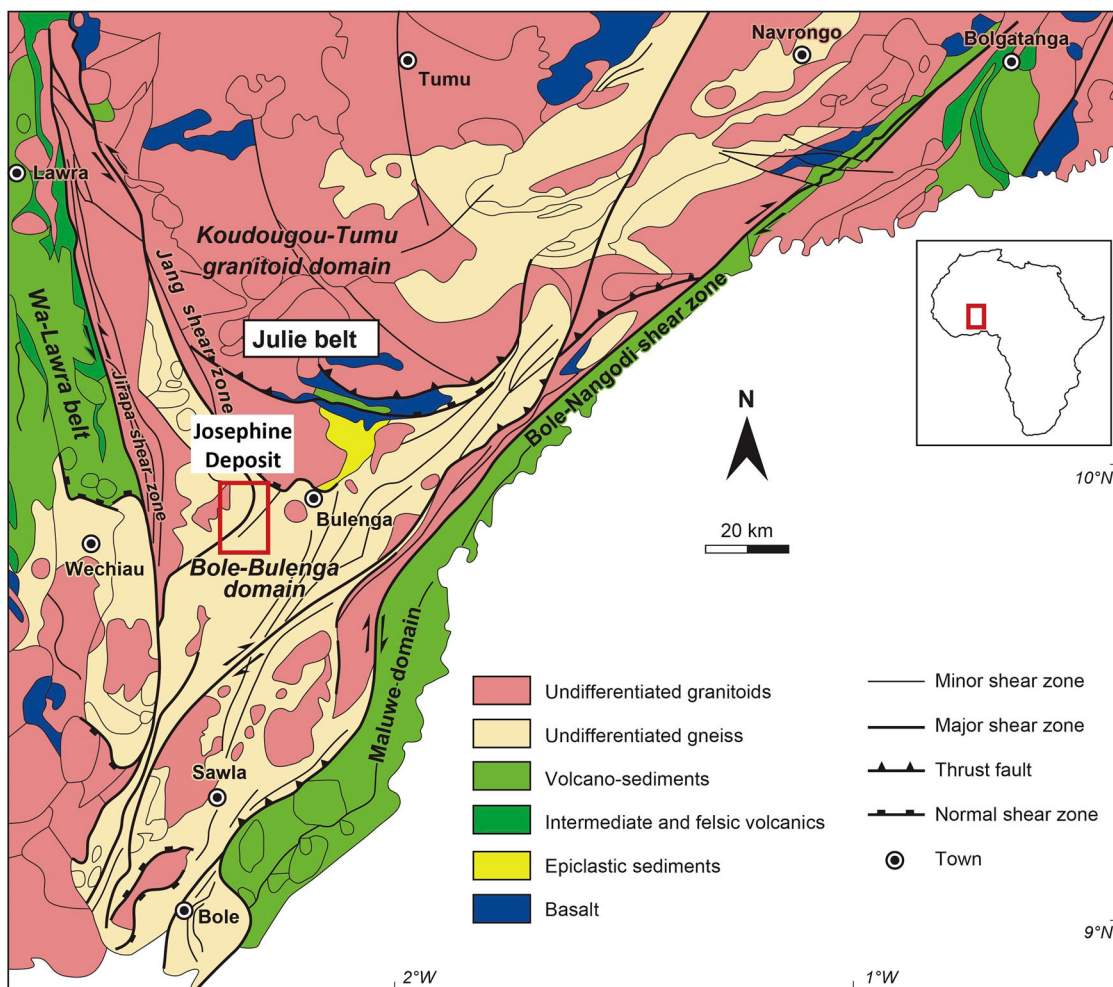 Navrongo
Bolgatanga
Tumu
Lawra
Koudougou-Tumu
granitoid domain
Jang shear zone
Wa-Lawra belt
Julie belt
Jirapa shear zone
Bole-Nangodi shear zone
Josephine
Deposit
N
10°N
20 km
Bulenga
Wechiau
Bole-Bulenga
domain
Maluwe domain
Sawla
Bole
Undifferentiated granitoids
Undifferentiated gneiss
Volcano-sediments
Intermediate and felsic volcanics
Epiclastic sediments
Basalt
Minor shear zone
Major shear zone
Thrust fault
Normal shear zone
Town
9°N
2°W
1°W